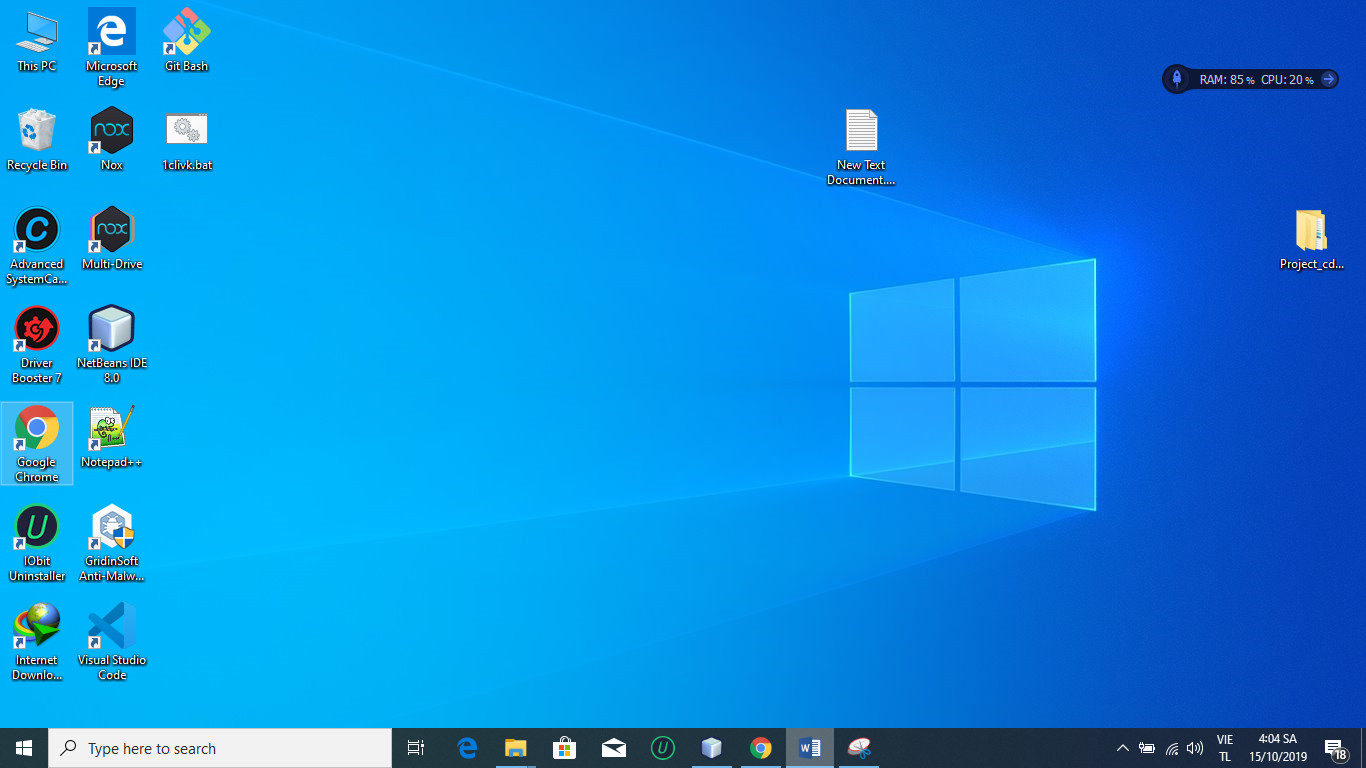 This PC
Microsoft
Edge
Git Bash
Recycle Bin
nox
Nox
1clivk.bat
Advanced
SystemCa...
nox
Multi-Drive
Driver
Booster 7
NetBeans IDE
8.0
Google
Chrome
Notepad++
IObit
Uninstaller
GridinSoft
Anti-Malw...
Internet
Downlo...
Visual Studio
Code
RAM: 85 % CPU: 20 %
New Text
Document....
Project_cd...
Type here to search
VIE
TL
4:04 SA
15/10/2019
18